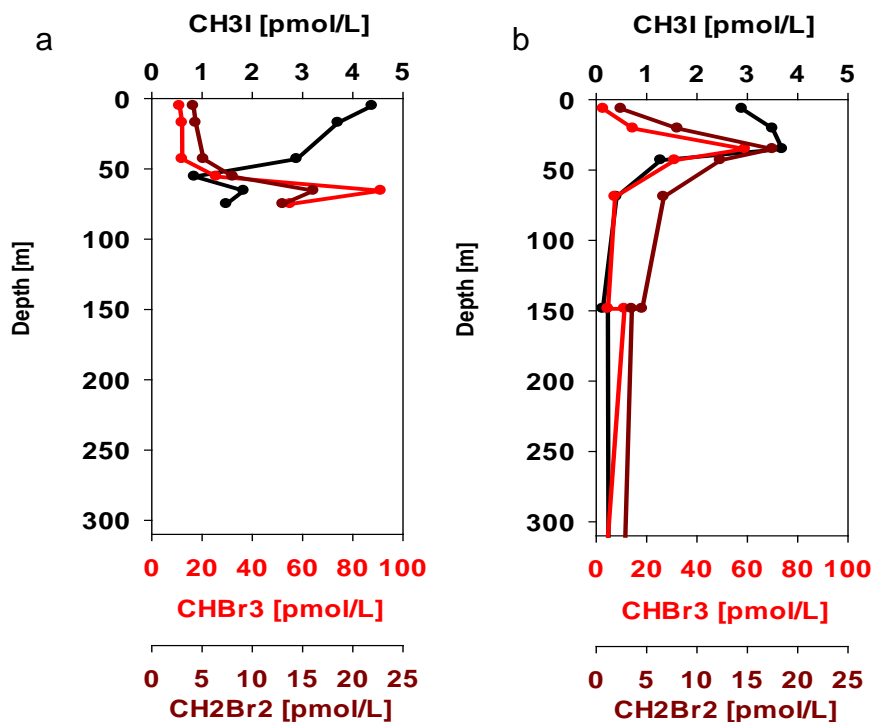 a
CH3I [pmol/L]
0 1 2 3 4 5
Depth [m]
0
50
100
150
200
250
300
0 20 40 60 80 100
CHBr3 [pmol/L]
0 5 10 15 20 25
CH2Br2 [pmol/L]
b
CH3I [pmol/L]
0 1 2 3 4 5
Depth [m]
0
50
100
150
200
250
300
0 20 40 60 80 100
CHBr3 [pmol/L]
0 5 10 15 20 25
CH2Br2 [pmol/L]